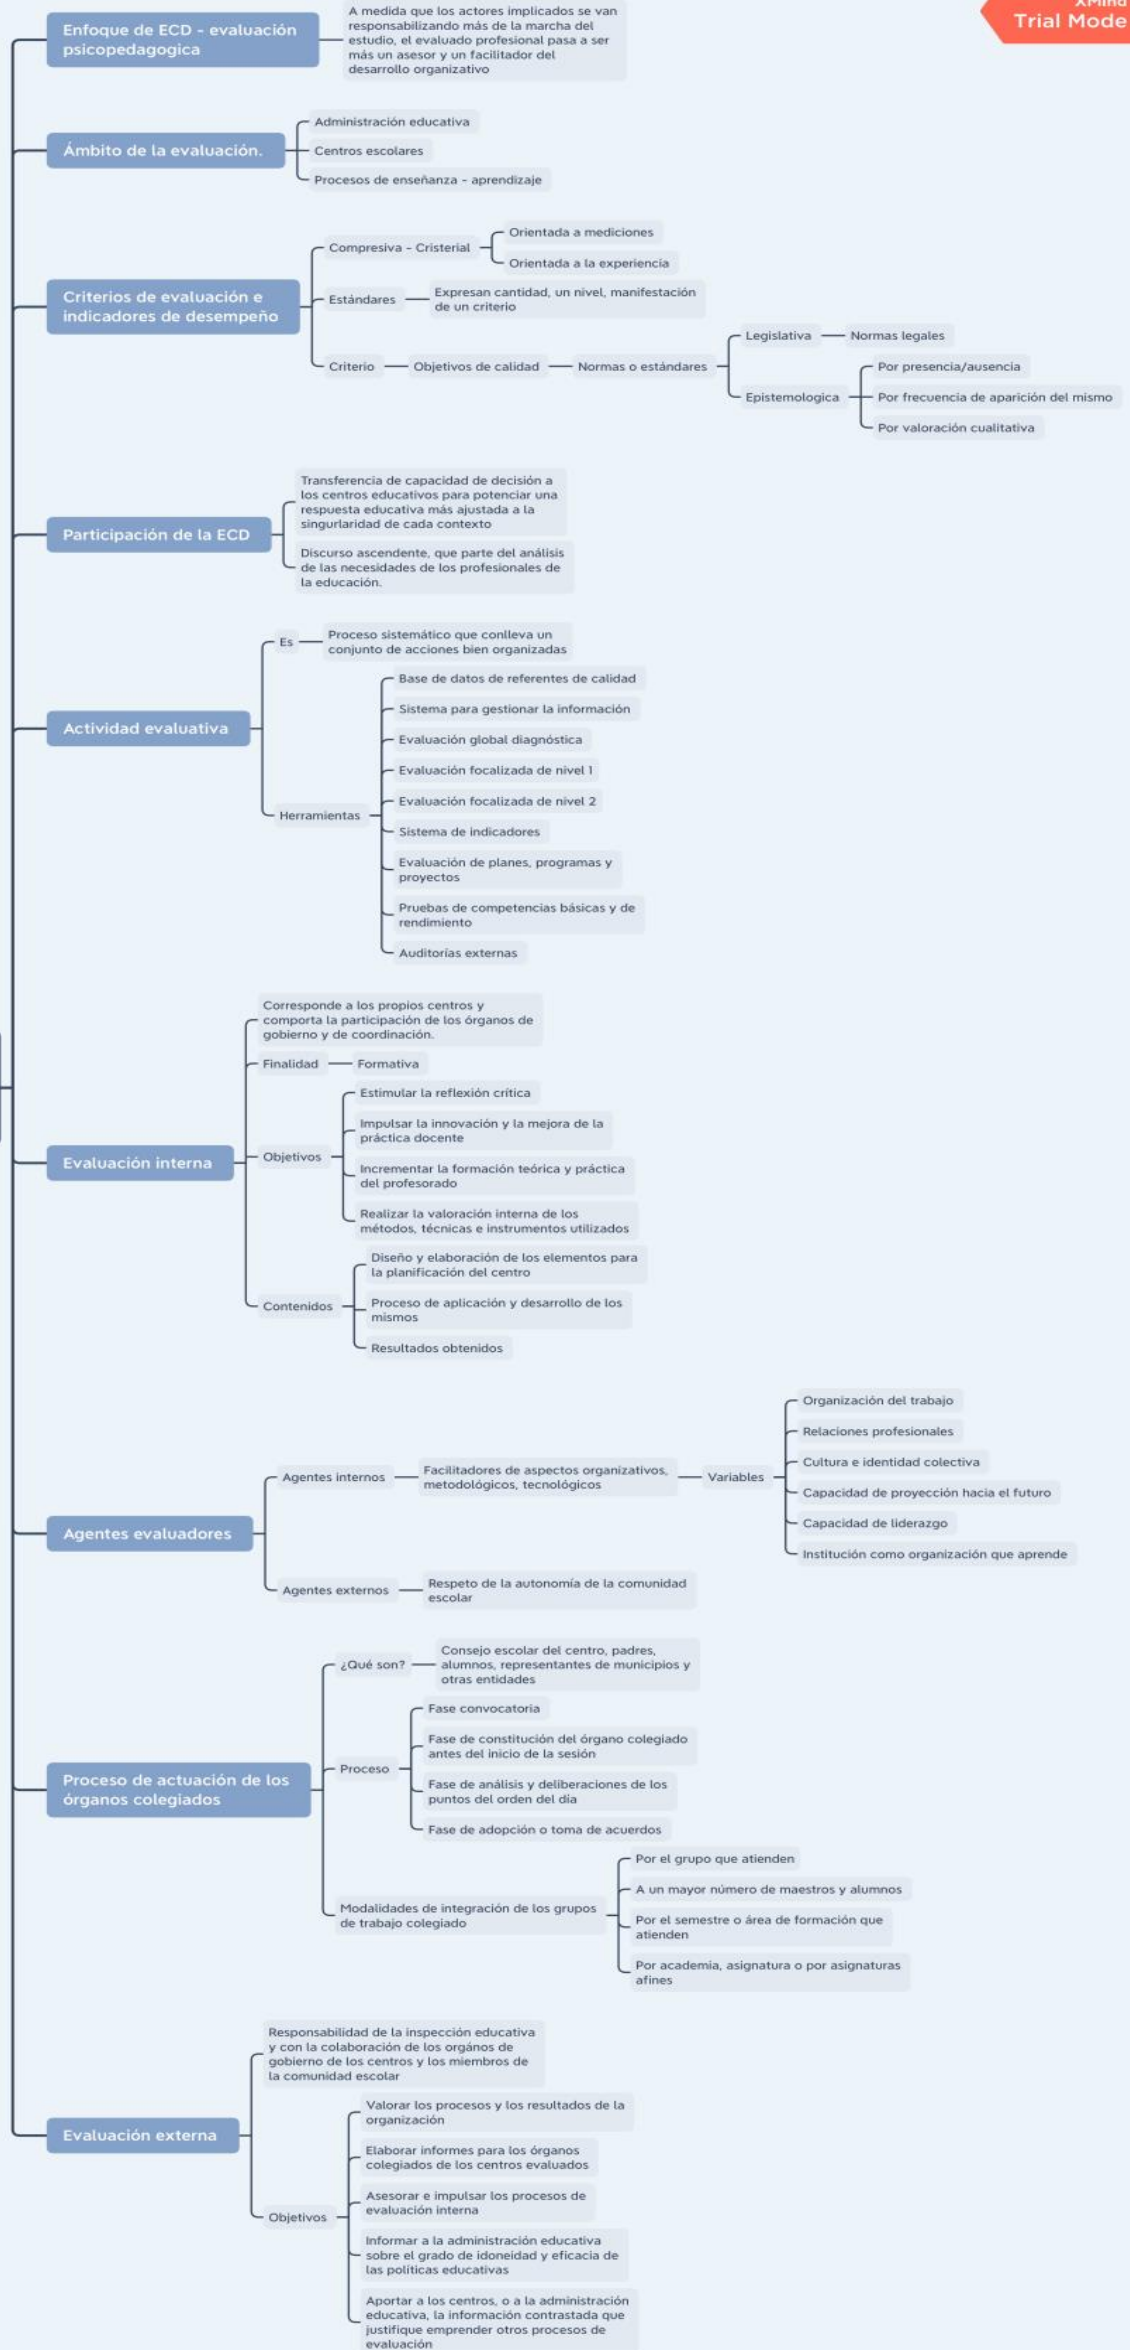 XMind
Trial Mode
Enfoque de ECD - evaluación
psicopedagogica
A medida que los actores implicados se van
responsabilizando más de la marcha del
estudio, el evaluado profesional pasa a ser
más un asesor y un facilitador del
desarrollo organizativo
Ámbito de la evaluación.
Administración educativa
Centros escolares
Procesos de enseñanza - aprendizaje
Criterios de evaluación e
indicadores de desempeño
Compresiva - Cristerial
Orientada a mediciones
Orientada a la experiencia
Estándares
Expresan cantidad, un nivel, manifestación
de un criterio
Criterio
Objetivos de calidad
Normas o estándares
Legislativa
Normas legales
Epistemologica
Por presencia/ausencia
Por frecuencia de aparición del mismo
Por valoración cualitativa
Participación de la ECD
Transferencia de capacidad de decisión a
los centros educativos para potenciar una
respuesta educativa más ajustada a la
singurlaridad de cada contexto
Discurso ascendente, que parte del análisis
de las necesidades de los profesionales de
la educación.
Actividad evaluativa
Es
Proceso sistemático que conlleva un
conjunto de acciones bien organizadas
Herramientas
Base de datos de referentes de calidad
Sistema para gestionar la información
Evaluación global diagnóstica
Evaluación focalizada de nivel 1
Evaluación focalizada de nivel 2
Sistema de indicadores
Evaluación de planes, programas y
proyectos
Pruebas de competencias básicas y de
rendimiento
Auditorías externas
Evaluación interna
Corresponde a los propios centros y
comporta la participación de los órganos de
gobierno y de coordinación.
Finalidad
Formativa
Objetivos
Estimular la reflexión crítica
Impulsar la innovación y la mejora de la
práctica docente
Incrementar la formación teórica y práctica
del profesorado
Realizar la valoración interna de los
métodos, técnicas e instrumentos utilizados
Contenidos
Diseño y elaboración de los elementos para
la planificación del centro
Proceso de aplicación y desarrollo de los
mismos
Resultados obtenidos
Agentes evaluadores
Agentes internos
Facilitadores de aspectos organizativos,
metodológicos, tecnológicos
Variables
Organización del trabajo
Relaciones profesionales
Cultura e identidad colectiva
Capacidad de proyección hacia el futuro
Capacidad de liderazgo
Institución como organización que aprende
Agentes externos
Respeto de la autonomía de la comunidad
escolar
Proceso de actuación de los
órganos colegiados
¿Qué son?
Consejo escolar del centro, padres,
alumnos, representantes de municipios y
otras entidades
Proceso
Fase convocatoria
Fase de constitución del órgano colegiado
antes del inicio de la sesión
Fase de análisis y deliberaciones de los
puntos del orden del día
Fase de adopción o toma de acuerdos
Modalidades de integración de los grupos
de trabajo colegiado
Por el grupo que atienden
A un mayor número de maestros y alumnos
Por el semestre o área de formación que
atienden
Por academia, asignatura o por asignaturas
afines
Evaluación externa
Responsabilidad de la inspección educativa
y con la colaboración de los orgános de
gobierno de los centros y los miembros de
la comunidad escolar
Objetivos
Valorar los procesos y los resultados de la
organización
Elaborar informes para los órganos
colegiados de los centros evaluados
Asesorar e impulsar los procesos de
evaluación interna
Informar a la administración educativa
sobre el grado de idoneidad y eficacia de
las políticas educativas
Aportar a los centros, o a la administración
educativa, la información contrastada que
justifique emprender otros procesos de
evaluación